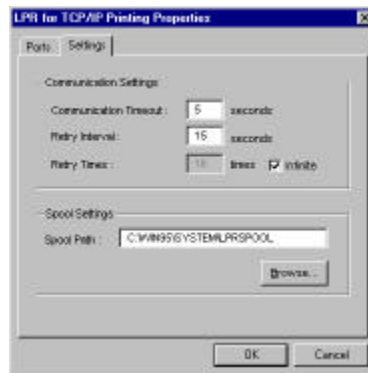 LPR for TCP/IP Printing Properties
Ports Settings
Communication Settings
Communication Timeout : 5 seconds
Retry Interval : 15 seconds
Retry Times : times infinite
Spool Settings
Spool Path : C:\WIN95\SYSTEM\LPRSPOOL
Browse...
OK Cancel